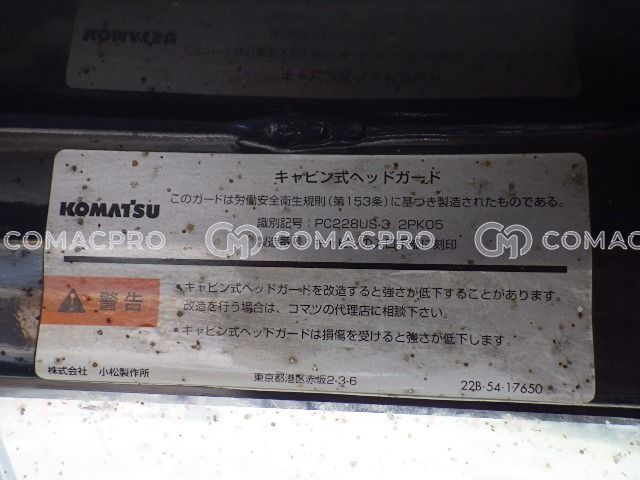 キャビン式ヘッドガード
このガードは労働安全衛生規則(第153条)に基づき製造されたものである。
KOMATSU
識別記号: PC228US-3 2PK05
COMACPRO COMACPRO COMACPRO
刻印
・キャビン式ヘッドガードを改造すると強さが低下することがあります。
警告
改造を行う場合は、コマツの代理店に相談下さい。
・キャビン式ヘッドガードは損傷を受けると強さが低下します。
株式会社 小松製作所
東京都港区赤坂2-3-6
22B-54-17650